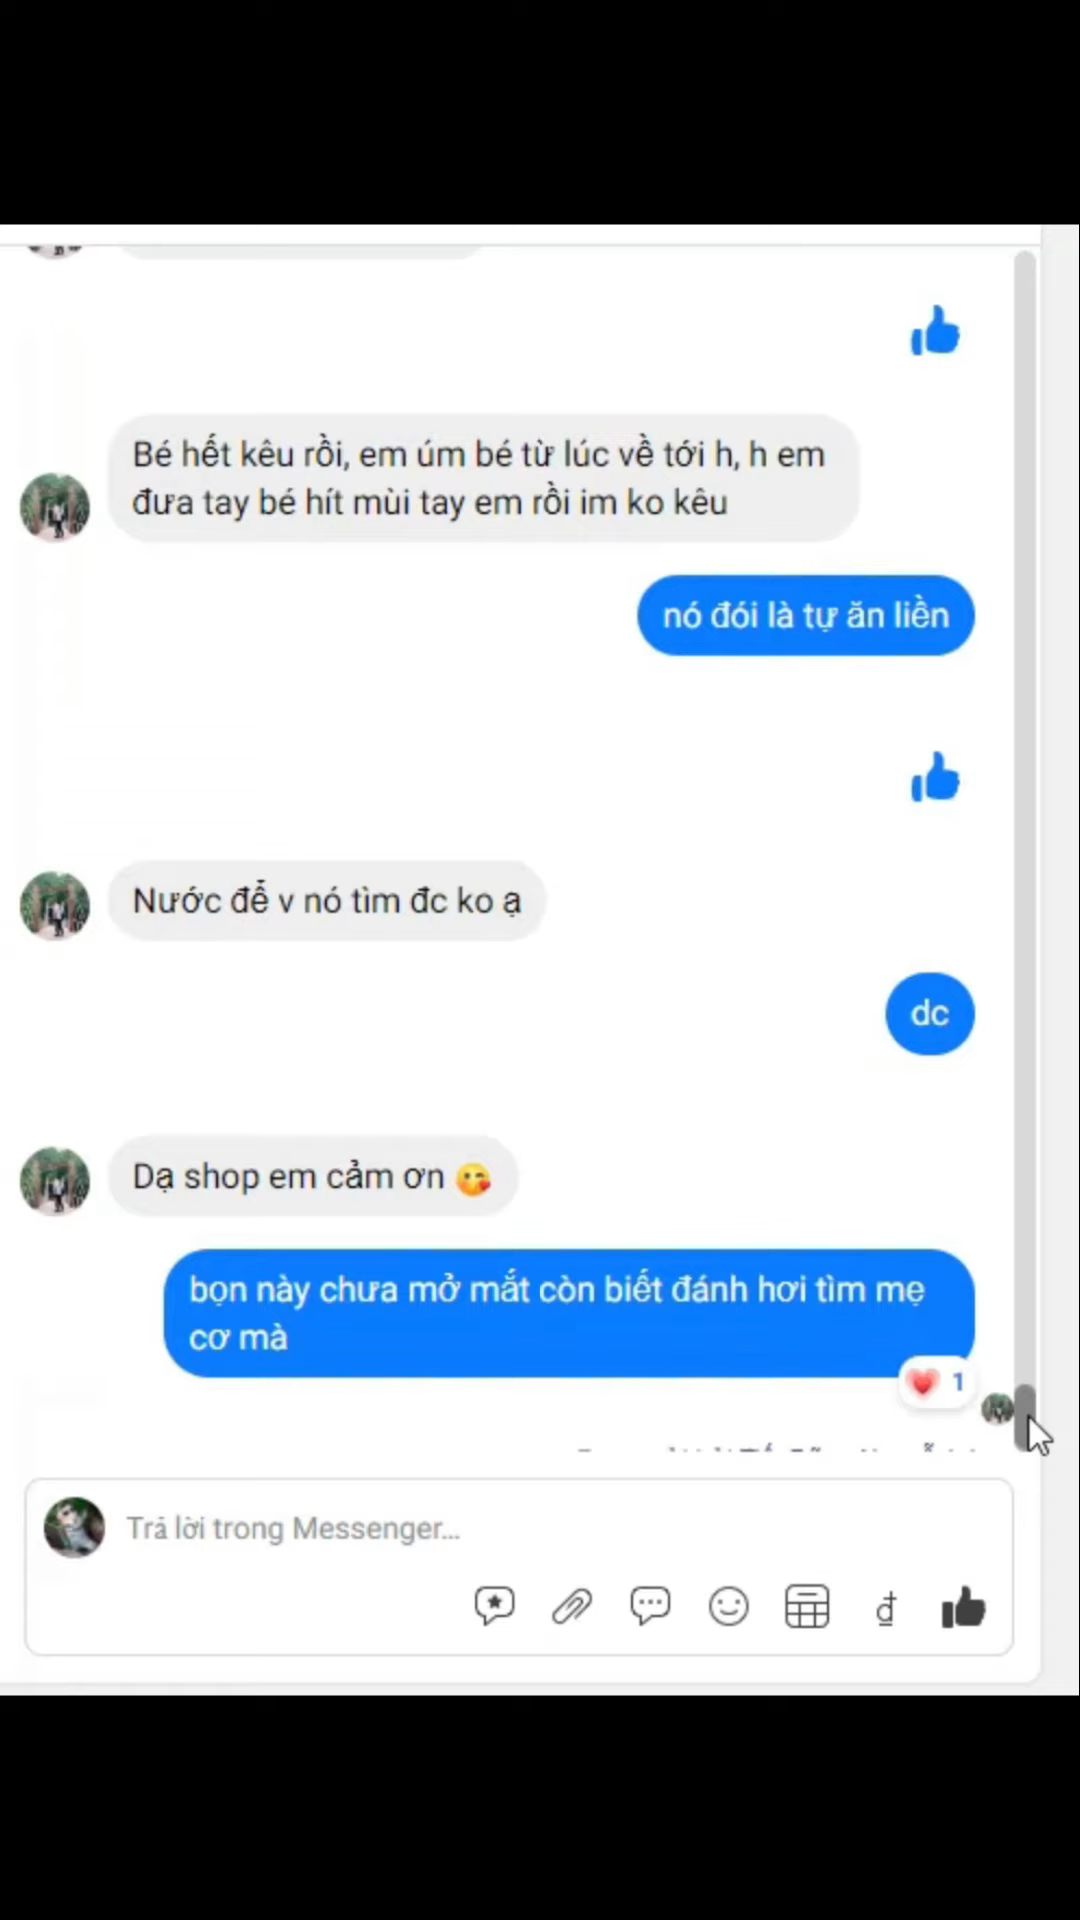 Bé hết kêu rồi, em úm bé từ lúc về tới h, h em
đưa tay bé hít mùi tay em rồi im ko kêu
nó đói là tự ăn liền
Nước để v nó tìm đc ko ạ
dc
Dạ shop em cảm ơn 😋
bọn này chưa mở mắt còn biết đánh hơi tìm mẹ
cơ mà
1
Trả lời trong Messenger...
đ